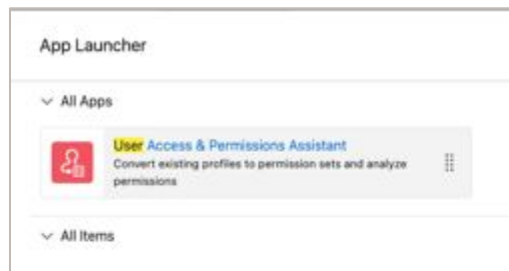 App Launcher
All Apps
User Access & Permissions Assistant
Convert existing profiles to permission sets and analyze
permissions
All Items